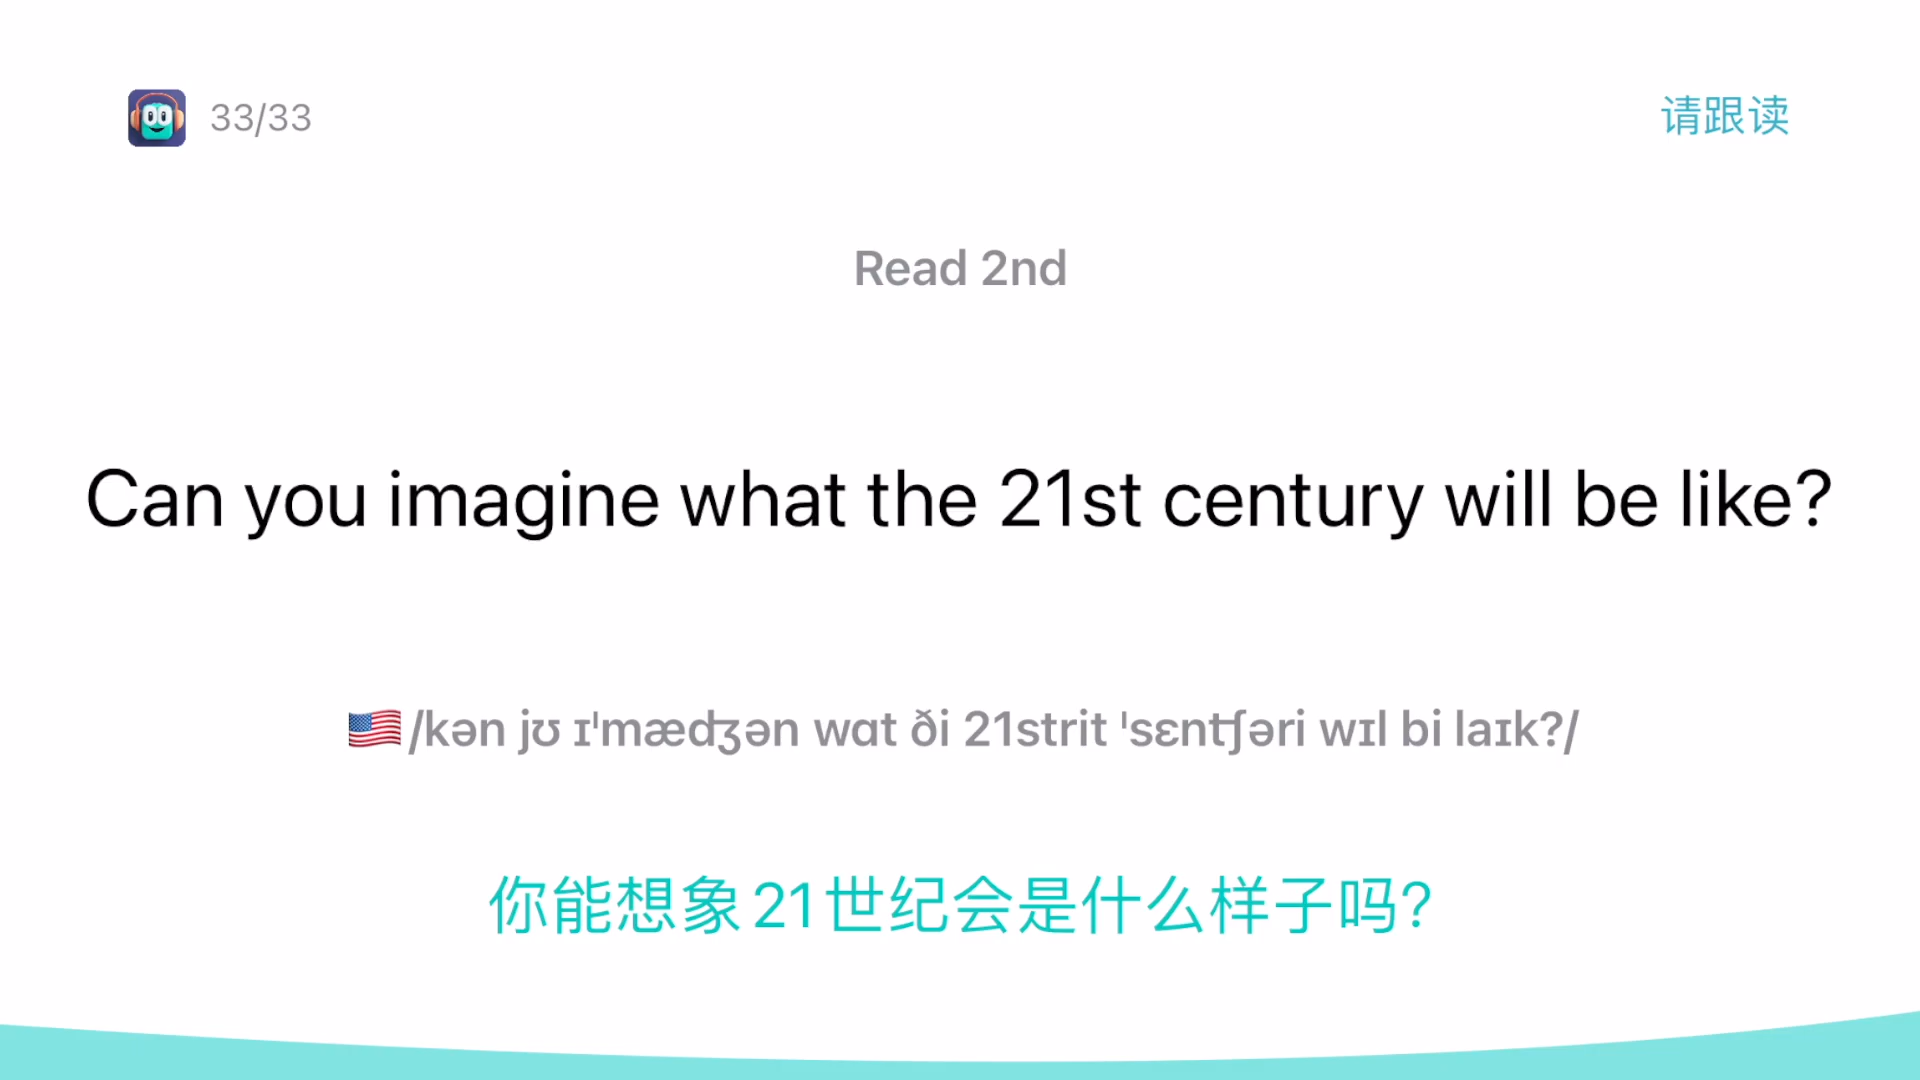 33/33
请跟读
Read 2nd
Can you imagine what the 21st century will be like?
/kən jʊ ɪˈmædʒən wɑt ði 21strit ˈsɛntʃəri wɪl bi laɪk?/
你能想象21世纪会是什么样子吗?